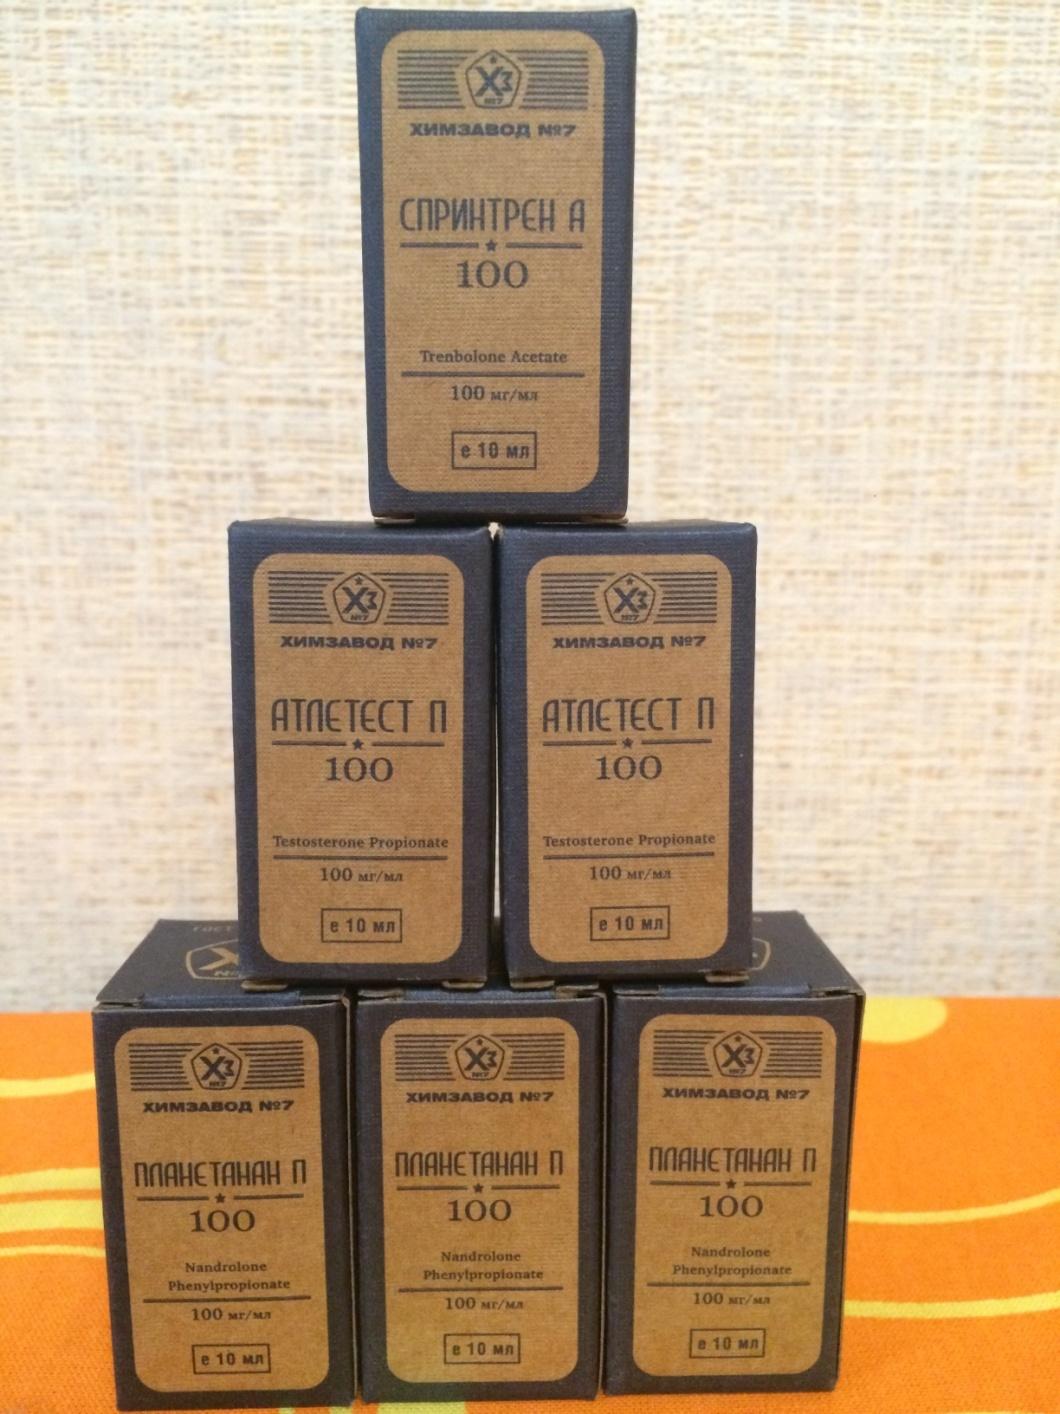 ХЗ
№7
ХИМЗАВОД №7
СПРИНТРЕН А
100
Trenbolone Acetate
100 мг/мл
е 10 мл
ХЗ
№7
ХИМЗАВОД №7
АТЛЕТЕСТ П
100
Testosterone Propionate
100 мг/мл
е 10 мл
ХЗ
№7
ХИМЗАВОД №7
АТЛЕТЕСТ П
100
Testosterone Propionate
100 мг/мл
е 10 мл
ГОСТ
ХЗ
№7
ХИМЗАВОД №7
ПЛАНЕТАНАН П
100
Nandrolone
Phenylpropionate
100 мг/мл
е 10 мл
ХЗ
№7
ХИМЗАВОД №7
ПЛАНЕТАНАН П
100
Nandrolone
Phenylpropionate
100 мг/мл
е 10 мл
ХЗ
№7
ХИМЗАВОД №7
ПЛАНЕТАНАН П
100
Nandrolone
Phenylpropionate
100 мг/мл
е 10 мл